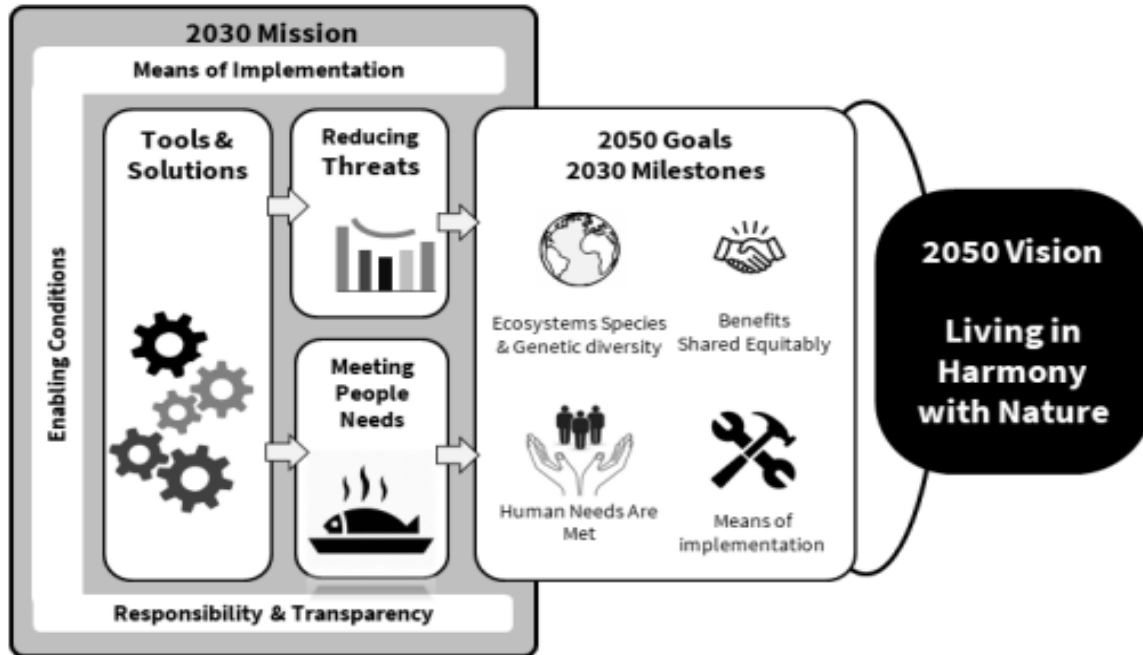 2030 Mission
Means of Implementation
Enabling Conditions
Tools &
Solutions
Reducing
Threats
Meeting
People
Needs
Responsibility & Transparency
2050 Goals
2030 Milestones
Ecosystems Species
& Genetic diversity
Benefits
Shared Equitably
Human Needs Are
Met
Means of
implementation
2050 Vision
Living in
Harmony
with Nature